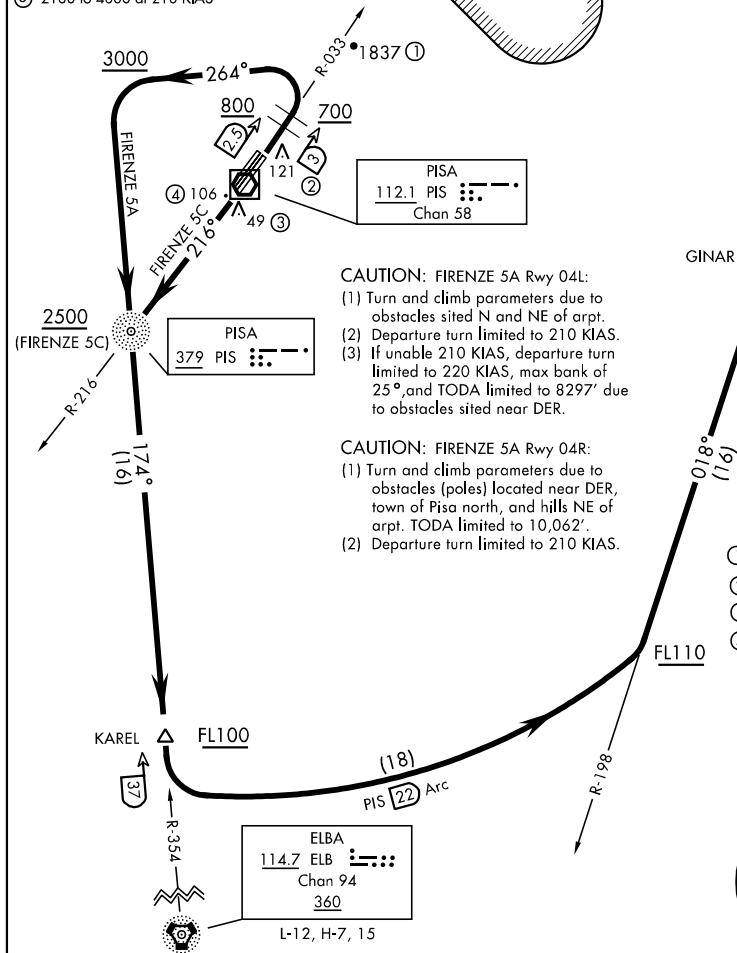 3000
264°
R-033
1837 ①
800
700
2.5
3
FIRENZE 5A
121
②
④ 106
49 ③
FIRENZE 5C
216°
PISA
112.1 PIS
Chan 58
GINAR
CAUTION: FIRENZE 5A Rwy 04L:
(1) Turn and climb parameters due to
obstacles sited N and NE of arpt.
(2) Departure turn limited to 210 KIAS.
(3) If unable 210 KIAS, departure turn
limited to 220 KIAS, max bank of
25°,and TODA limited to 8297’ due
to obstacles sited near DER.
2500
(FIRENZE 5C)
PISA
379 PIS
R-216
CAUTION: FIRENZE 5A Rwy 04R:
(1) Turn and climb parameters due to
obstacles (poles) located near DER,
town of Pisa north, and hills NE of
arpt. TODA limited to 10,062’.
(2) Departure turn limited to 210 KIAS.
174°
(16)
018°
(16)
FL110
KAREL
FL100
37
(18)
PIS 22 Arc
R-198
R-354
ELBA
114.7 ELB
Chan 94
360
L-12, H-7, 15